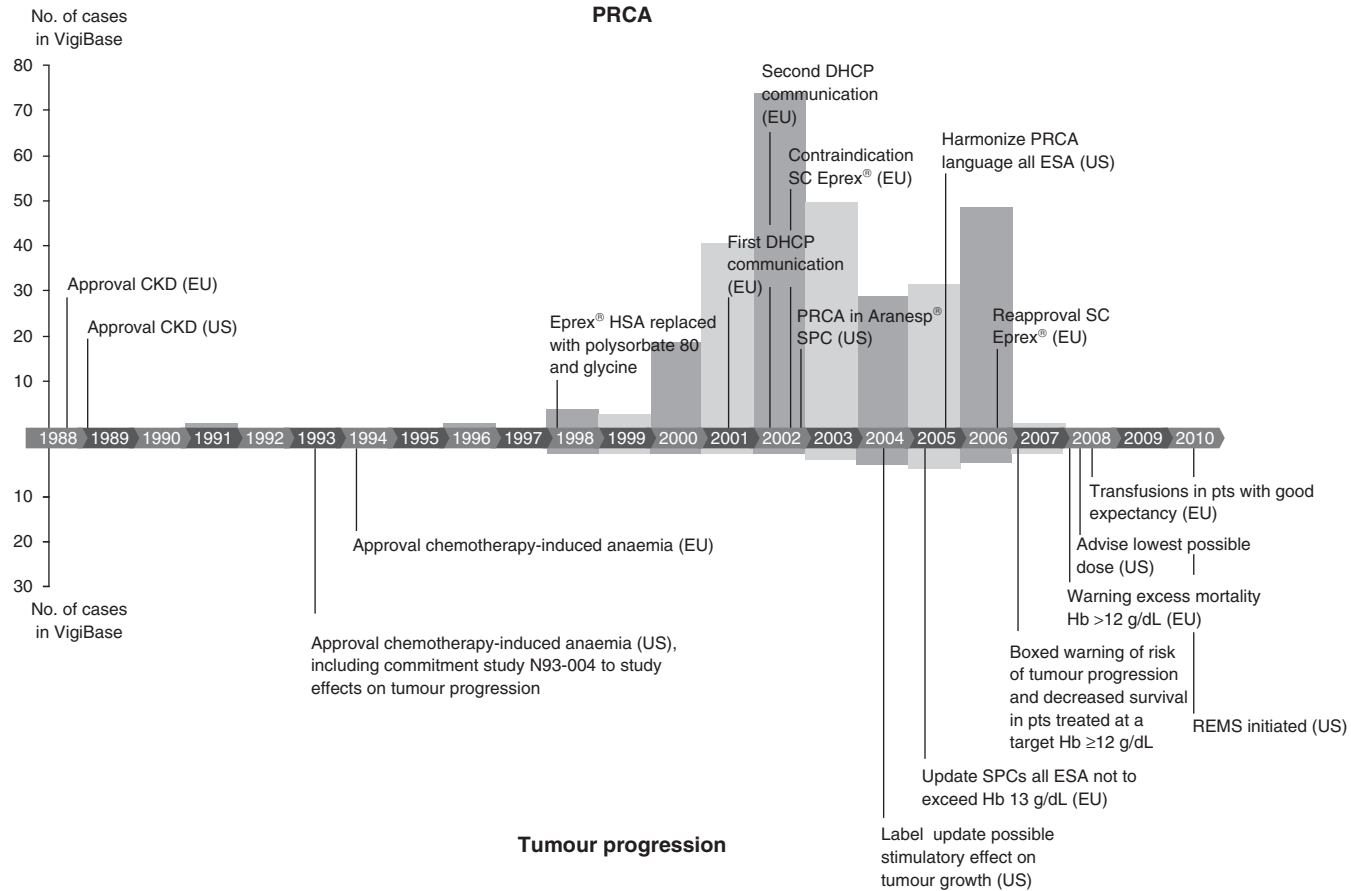 No. of cases
in VigiBase
PRCA
80
70
60
50
40
30
20
10
Second DHCP
communication
(EU)
Contraindication
SC Eprex® (EU)
Harmonize PRCA
language all ESA (US)
First DHCP
communication
(EU)
Approval CKD (EU)
Approval CKD (US)
Eprex® HSA replaced
with polysorbate 80
and glycine
PRCA in Aranesp®
SPC (US)
Reapproval SC
Eprex® (EU)
1988 1989 1990 1991 1992 1993 1994 1995 1996 1997 1998 1999 2000 2001 2002 2003 2004 2005 2006 2007 2008 2009 2010
10
20
30
No. of cases
in VigiBase
Transfusions in pts with good
expectancy (EU)
Approval chemotherapy-induced anaemia (EU)
Advise lowest possible
dose (US)
Warning excess mortality
Hb >12 g/dL (EU)
Approval chemotherapy-induced anaemia (US),
including commitment study N93-004 to study
effects on tumour progression
Boxed warning of risk
of tumour progression
and decreased survival
in pts treated at a
target Hb ≥12 g/dL
REMS initiated (US)
Update SPCs all ESA not to
exceed Hb 13 g/dL (EU)
Label update possible
stimulatory effect on
tumour growth (US)
Tumour progression